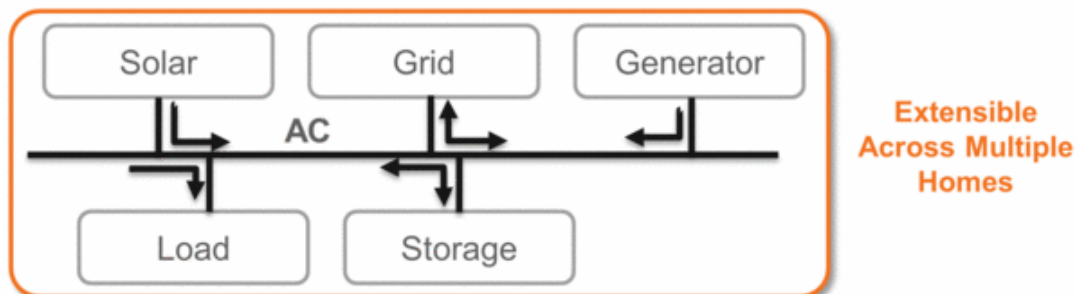 Solar
Grid
Generator
AC
Load
Storage
Extensible
Across Multiple
Homes